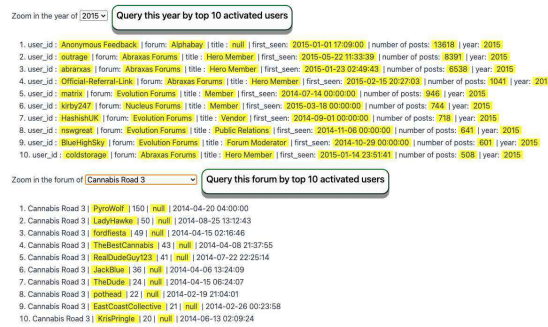 Zoom in the year of 2015 Query this year by top 10 activated users
1. user_id : Anonymous Feedback | forum: Alphabay | title : null | first_seen: 2015-01-01 17:09:00 | number of posts: 13618 | year: 2015
2. user_id : outrage | forum: Abraxas Forums | title : Hero Member | first_seen: 2015-05-22 11:33:39 | number of posts: 8391 | year: 2015
3. user_id : abraxas | forum: Abraxas Forums | title : Hero Member | first_seen: 2015-01-23 02:49:43 | number of posts: 6538 | year: 2015
4. user_id : Official-Referral-Link | forum: Abraxas Forums | title : Hero Member | first_seen: 2015-02-15 20:27:03 | number of posts: 1041 | year: 201
5. user_id : matrix | forum: Evolution Forums | title : Member | first_seen: 2014-07-14 00:00:00 | number of posts: 946 | year: 2015
6. user_id : kirby247 | forum: Nucleus Forums | title : Member | first_seen: 2015-03-18 00:00:00 | number of posts: 744 | year: 2015
7. user_id : HashishUK | forum: Evolution Forums | title : Vendor | first_seen: 2014-09-01 00:00:00 | number of posts: 718 | year: 2015
8. user_id : nswgreat | forum: Evolution Forums | title : Public Relations | first_seen: 2014-11-06 00:00:00 | number of posts: 641 | year: 2015
9. user_id : BlueHighSky | forum: Evolution Forums | title : Forum Moderator | first_seen: 2014-10-29 00:00:00 | number of posts: 601 | year: 2015
10. user_id : coldstorage | forum: Abraxas Forums | title : Hero Member | first_seen: 2015-01-14 23:51:41 | number of posts: 508 | year: 2015
Zoom in the forum of Cannabis Road 3 Query this forum by top 10 activated users
1. Cannabis Road 3 | PyroWolf | 150 | null | 2014-04-20 04:00:00
2. Cannabis Road 3 | LadyHawke | 50 | null | 2014-08-25 13:12:43
3. Cannabis Road 3 | fordfiesta | 49 | null | 2014-04-15 02:16:46
4. Cannabis Road 3 | TheBestCannabis | 43 | null | 2014-04-08 21:37:55
5. Cannabis Road 3 | RealDudeGuy123 | 41 | null | 2014-07-22 22:25:14
6. Cannabis Road 3 | JackBlue | 36 | null | 2014-04-06 13:24:09
7. Cannabis Road 3 | TheDude | 24 | null | 2014-04-15 06:24:07
8. Cannabis Road 3 | pothead | 22 | null | 2014-02-19 21:04:01
9. Cannabis Road 3 | EastCoastCollective | 21 | null | 2014-02-26 00:23:58
10. Cannabis Road 3 | KrisPringle | 20 | null | 2014-06-13 02:09:24